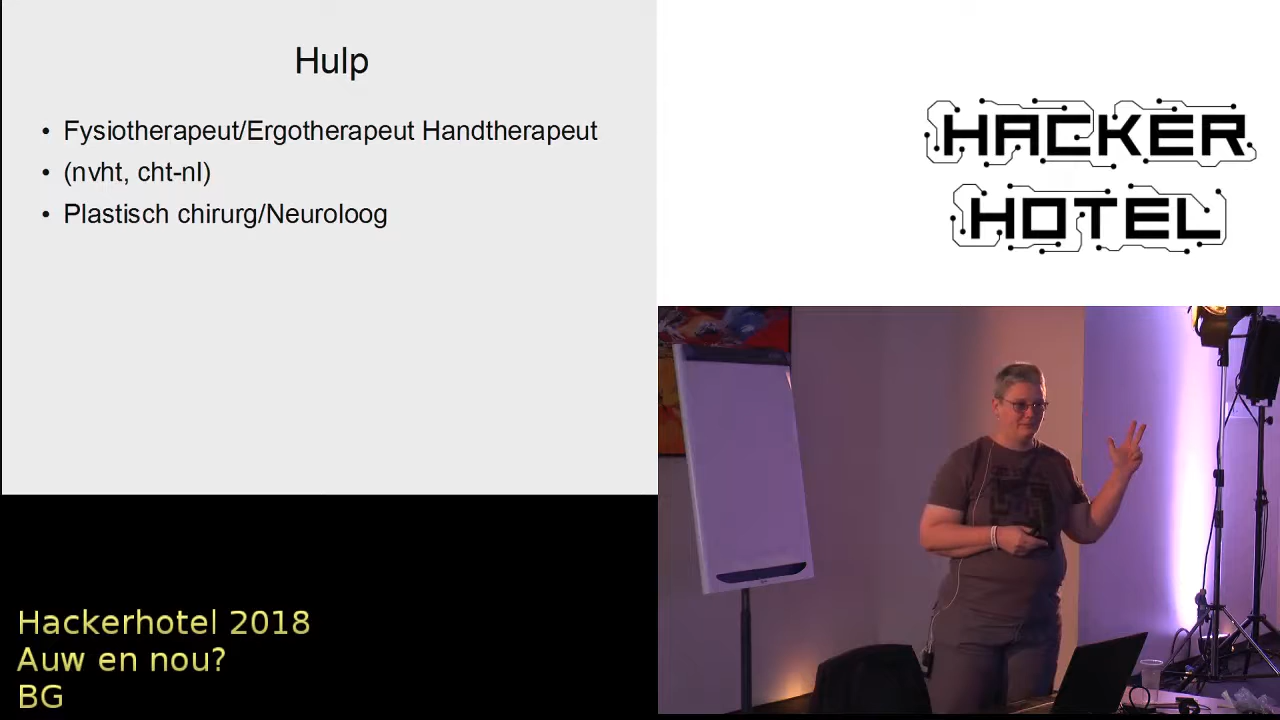 Hulp
• Fysiotherapeut/Ergotherapeut Handtherapeut
• (nvht, cht-nl)
• Plastisch chirurg/Neuroloog
HACKER
HOTEL
Hackerhotel 2018
Auw en nou?
BG